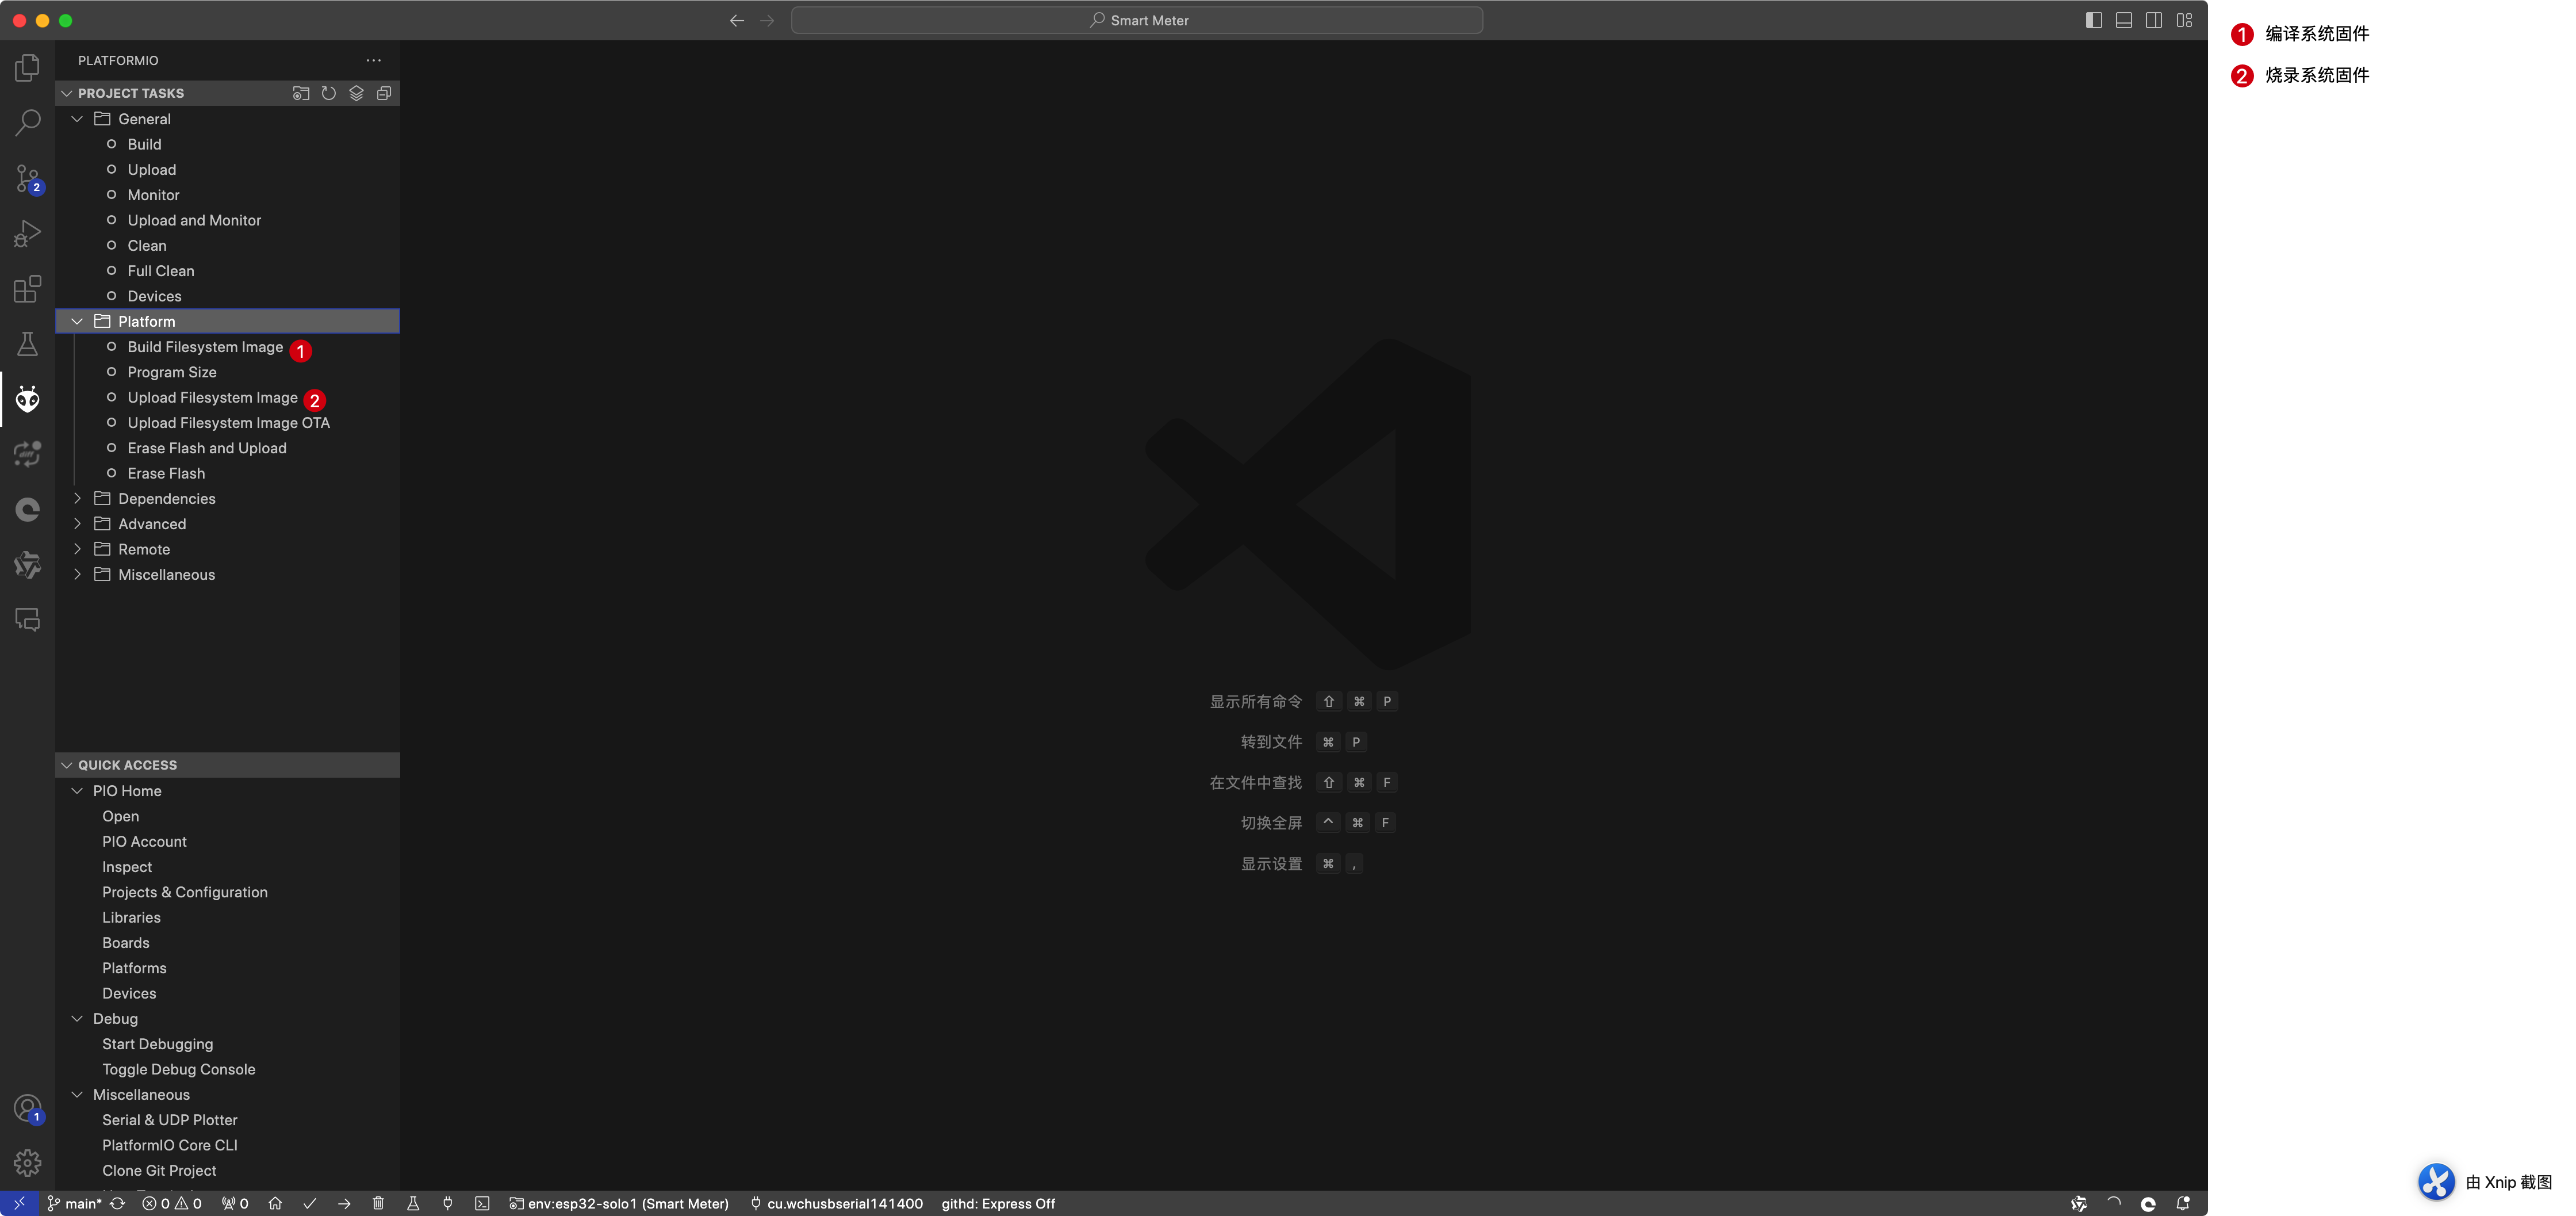 Smart Meter
PLATFORMIO
PROJECT TASKS
General
Build
Upload
Monitor
Upload and Monitor
Clean
Full Clean
Devices
Platform
Build Filesystem Image 1
Program Size
Upload Filesystem Image 2
Upload Filesystem Image OTA
Erase Flash and Upload
Erase Flash
Dependencies
Advanced
Remote
Miscellaneous
QUICK ACCESS
PIO Home
Open
PIO Account
Inspect
Projects & Configuration
Libraries
Boards
Platforms
Devices
Debug
Start Debugging
Toggle Debug Console
Miscellaneous
Serial & UDP Plotter
PlatformIO Core CLI
Clone Git Project
2
diff
1
显示所有命令 ⇧ ⌘ P
转到文件 ⌘ P
在文件中查找 ⇧ ⌘ F
切换全屏 ^ ⌘ F
显示设置 ⌘ ,
main* 0 0 0 env:esp32-solo1 (Smart Meter) cu.wchusbserial141400 githd: Express Off
1 编译系统固件
2 烧录系统固件
由 Xnip 截图